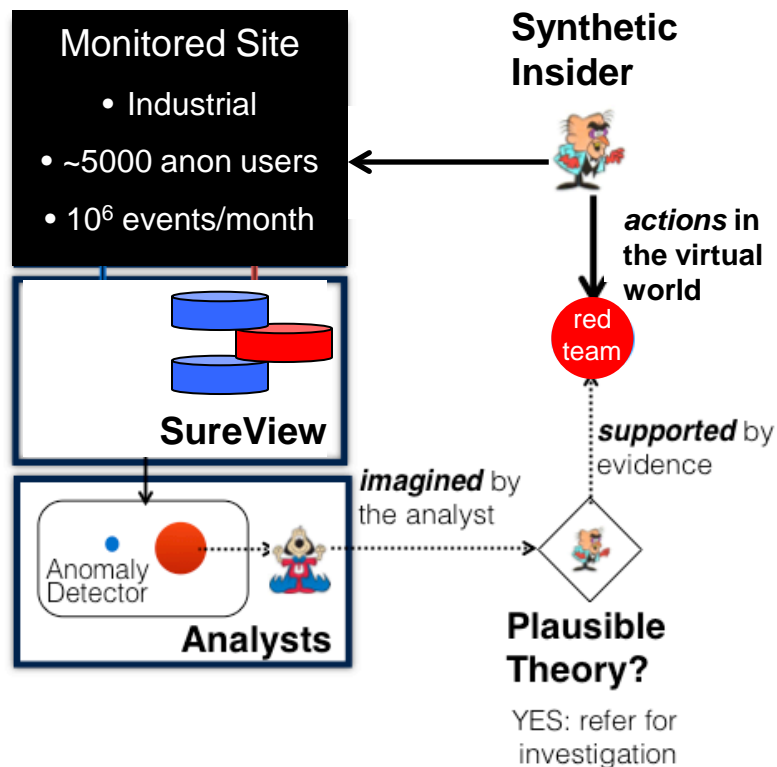 Monitored Site
• Industrial
• ~5000 anon users
• 10⁶ events/month
Synthetic
Insider
actions in
the virtual
world
red
team
SureView
supported by
evidence
imagined by
the analyst
Anomaly
Detector
U
Analysts
Plausible
Theory?
YES: refer for
investigation